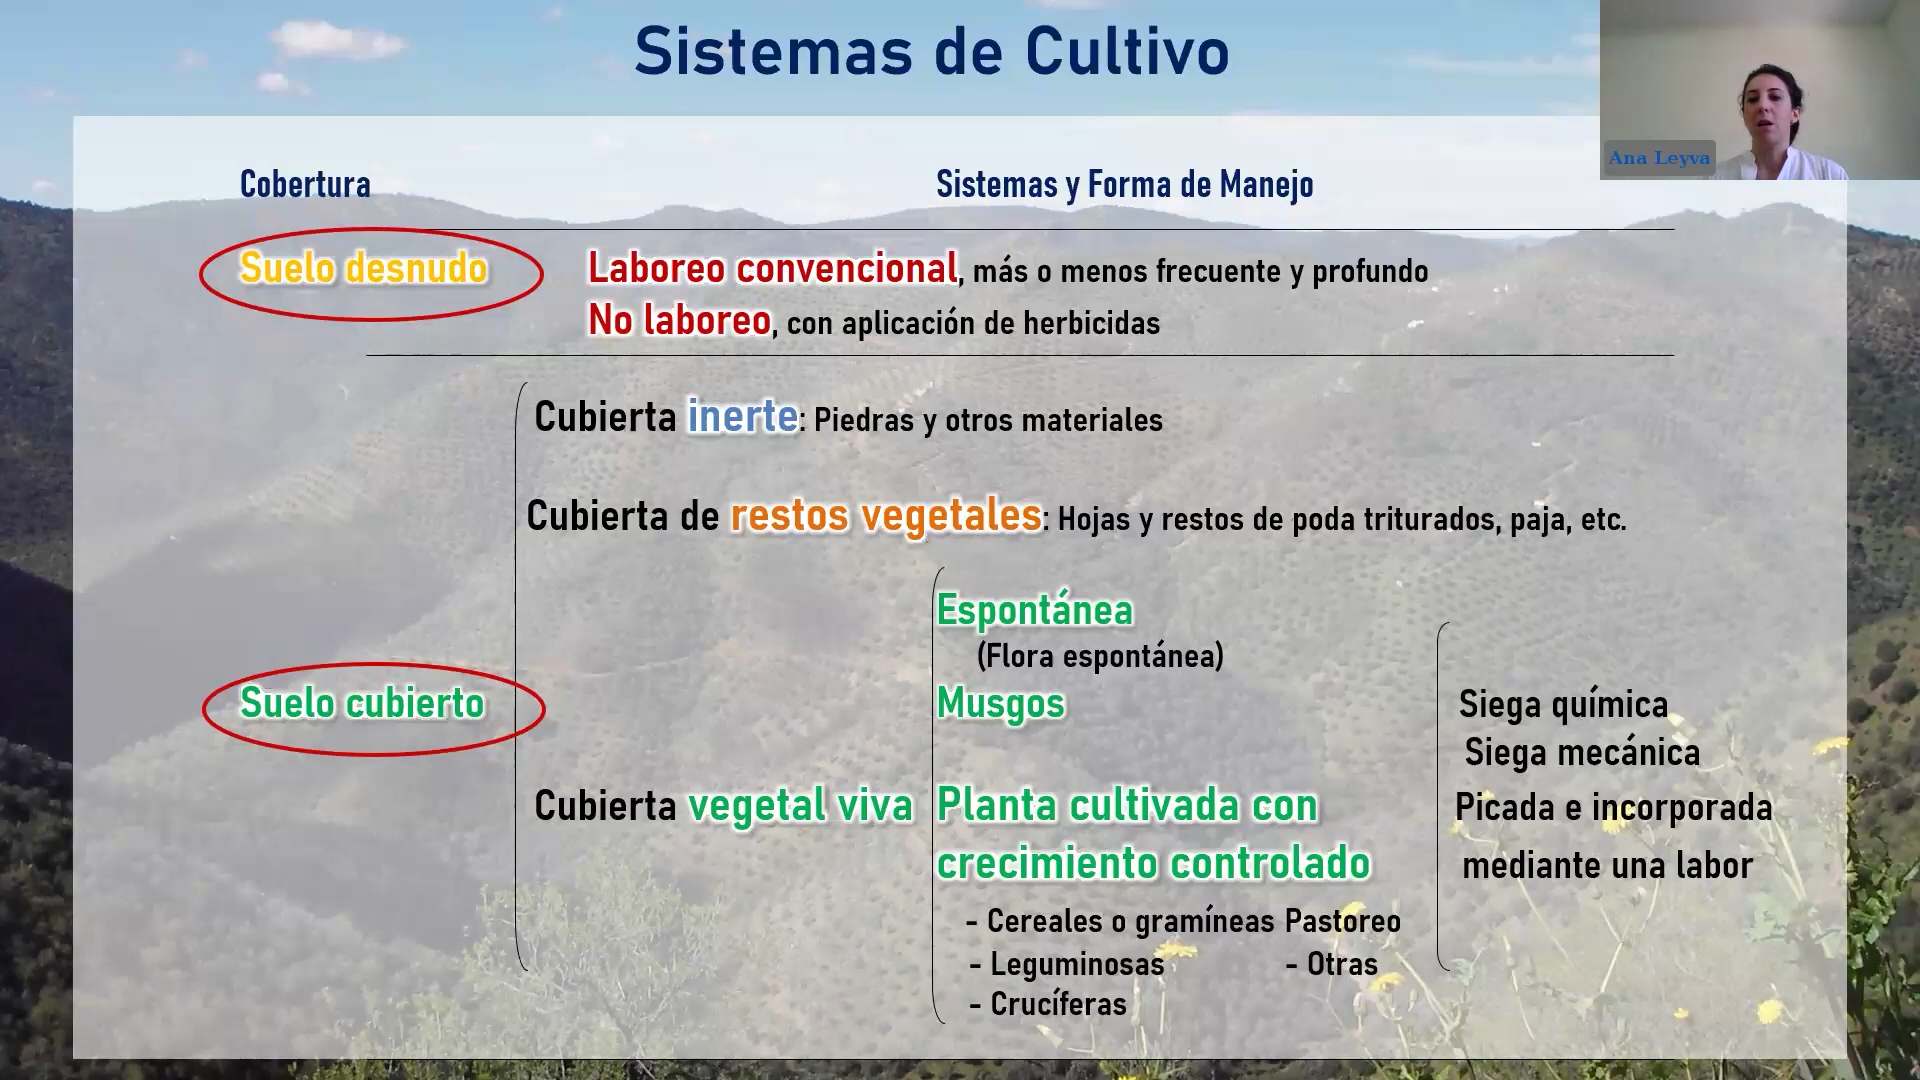 Sistemas de Cultivo
Ana Leyva
Cobertura
Sistemas y Forma de Manejo
Suelo desnudo
Laboreo convencional, más o menos frecuente y profundo
No laboreo, con aplicación de herbicidas
Cubierta inerte: Piedras y otros materiales
Cubierta de restos vegetales: Hojas y restos de poda triturados, paja, etc.
Suelo cubierto
Cubierta vegetal viva
Espontánea
(Flora espontánea)
Musgos
Planta cultivada con
crecimiento controlado
- Cereales o gramíneas Pastoreo
- Leguminosas - Otras
- Crucíferas
Siega química
Siega mecánica
Picada e incorporada
mediante una labor